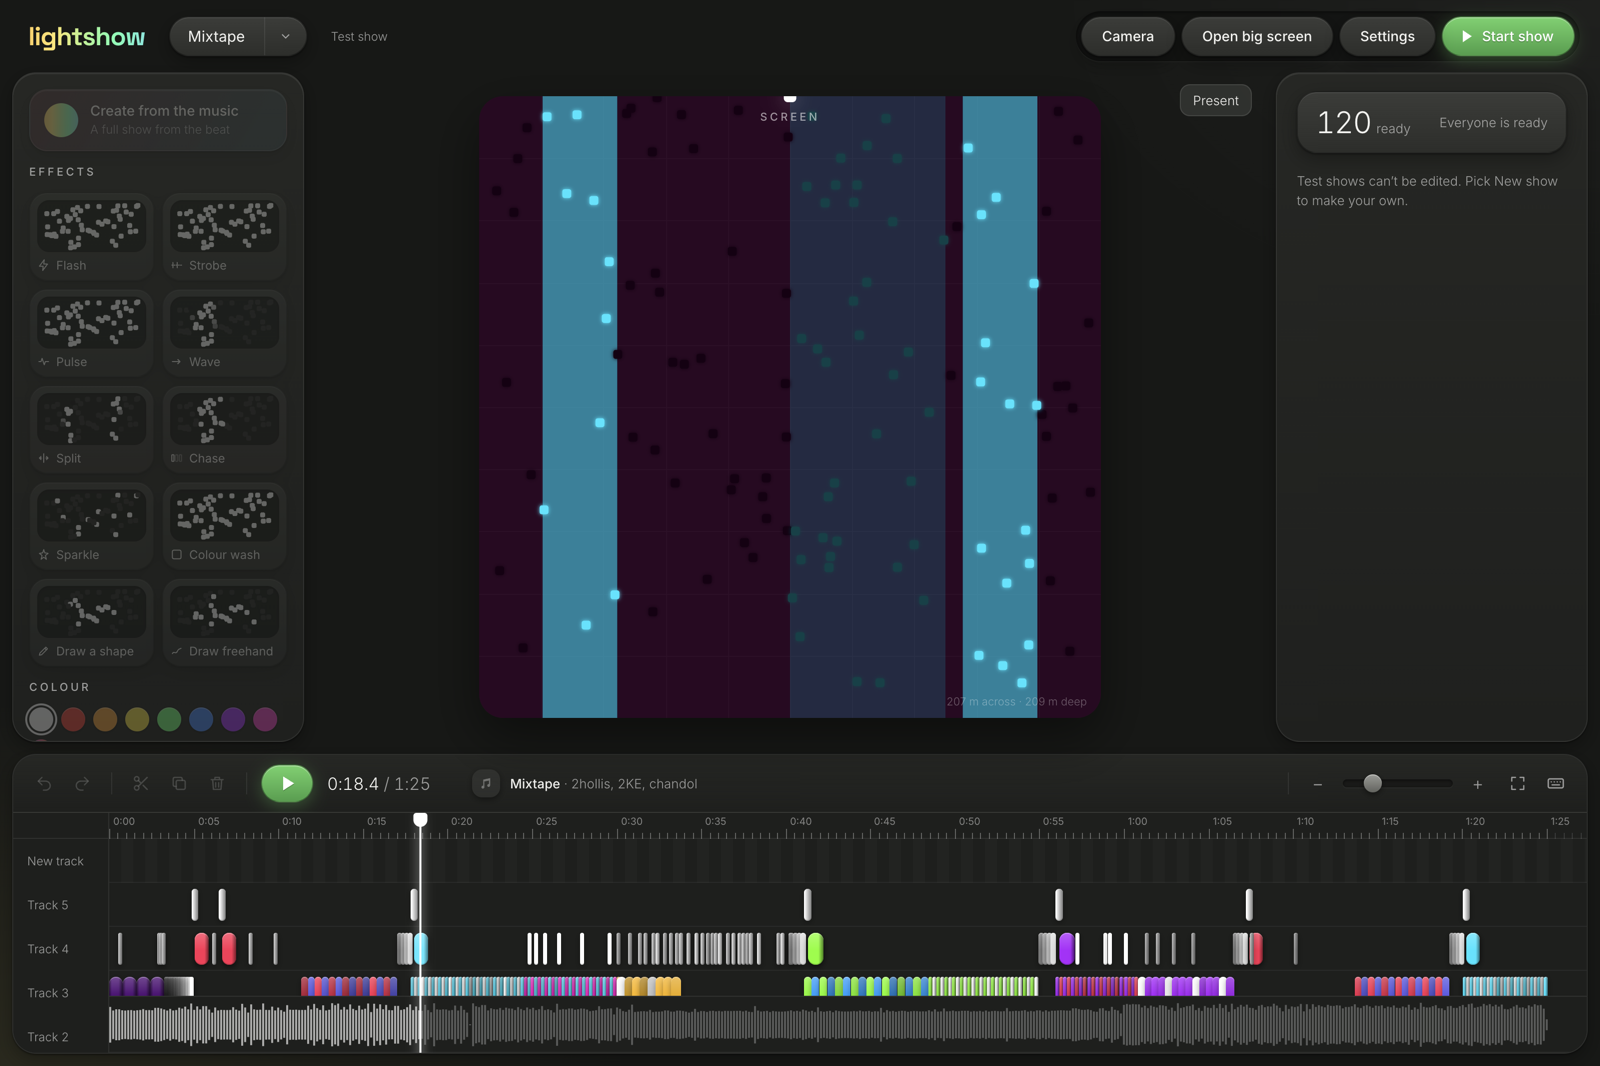 lightshow
Mixtape
Test show
Camera
Open big screen
Settings
Start show
Create from the music
A full show from the beat
EFFECTS
Flash
Strobe
Pulse
Wave
Split
Chase
Sparkle
Colour wash
Draw a shape
Draw freehand
COLOUR
SCREEN
207 m across · 209 m deep
Present
120 ready
Everyone is ready
Test shows can't be edited. Pick New show
to make your own.
0:18.4 / 1:25
Mixtape · 2hollis, 2KE, chandol
0:00 0:05 0:10 0:15 0:20 0:25 0:30 0:35 0:40 0:45 0:50 0:55 1:00 1:05 1:10 1:15 1:20 1:25
New track
Track 5
Track 4
Track 3
Track 2